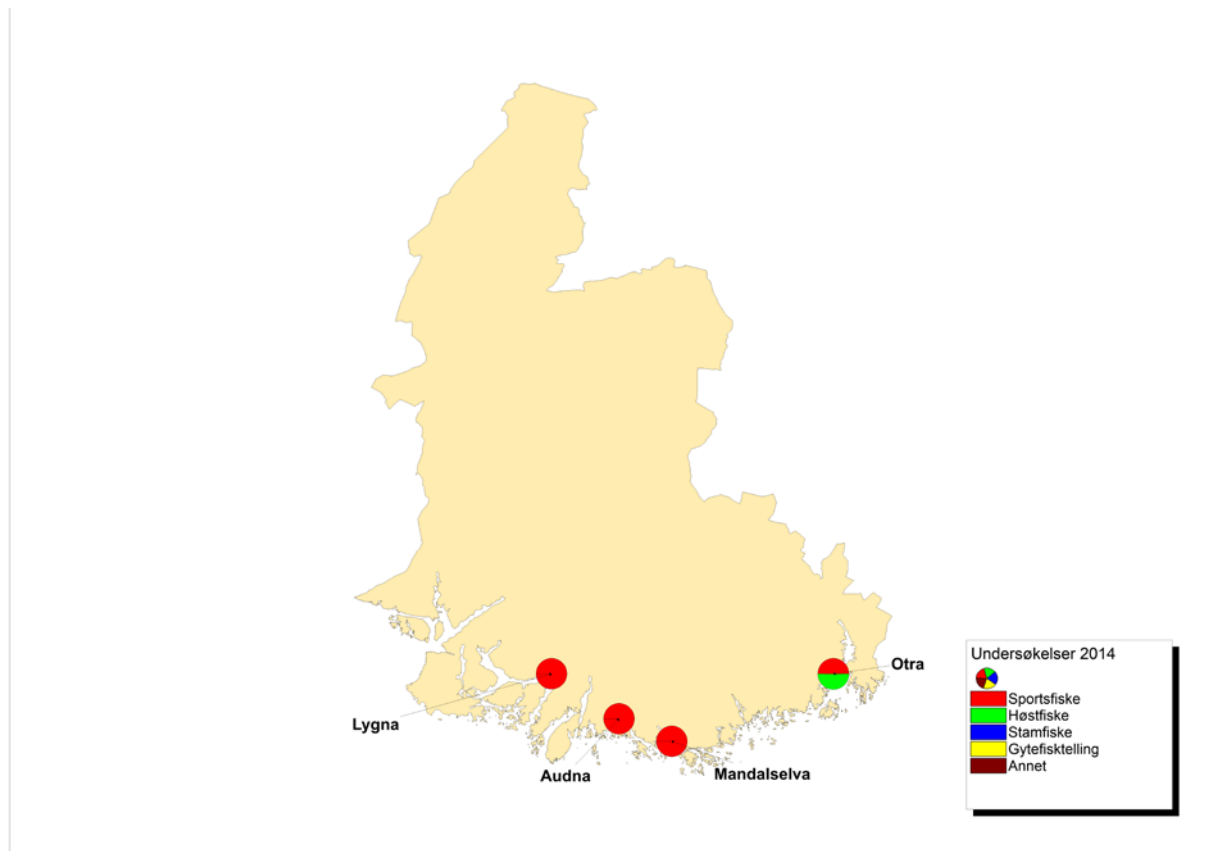 Otra
Lygna
Audna
Mandalselva
Undersøkelser 2014
Sportsfiske
Høstfiske
Stamfiske
Gytefisktelling
Annet